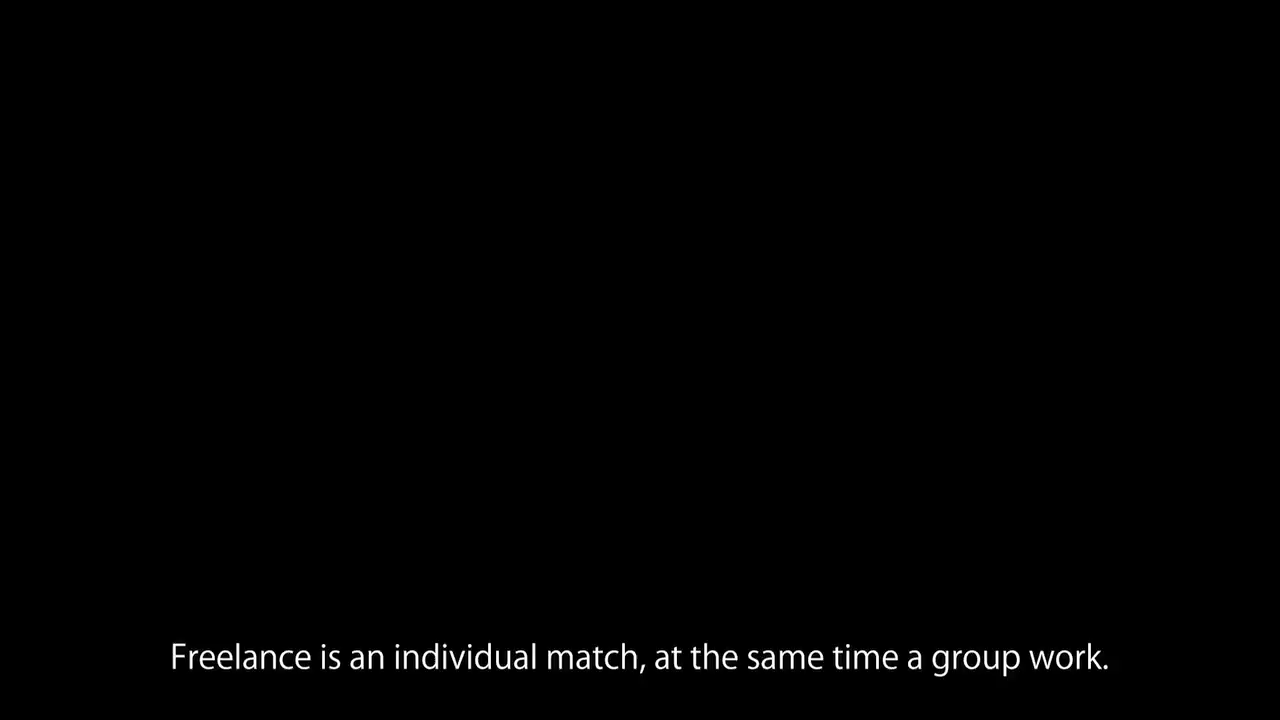 Freelance is an individual match, at the same time a group work.